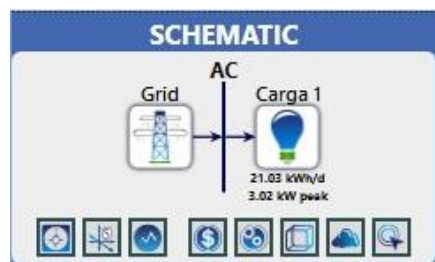 SCHEMATIC
AC
Grid
Carga 1
21.03 kWh/d
3.02 kW peak